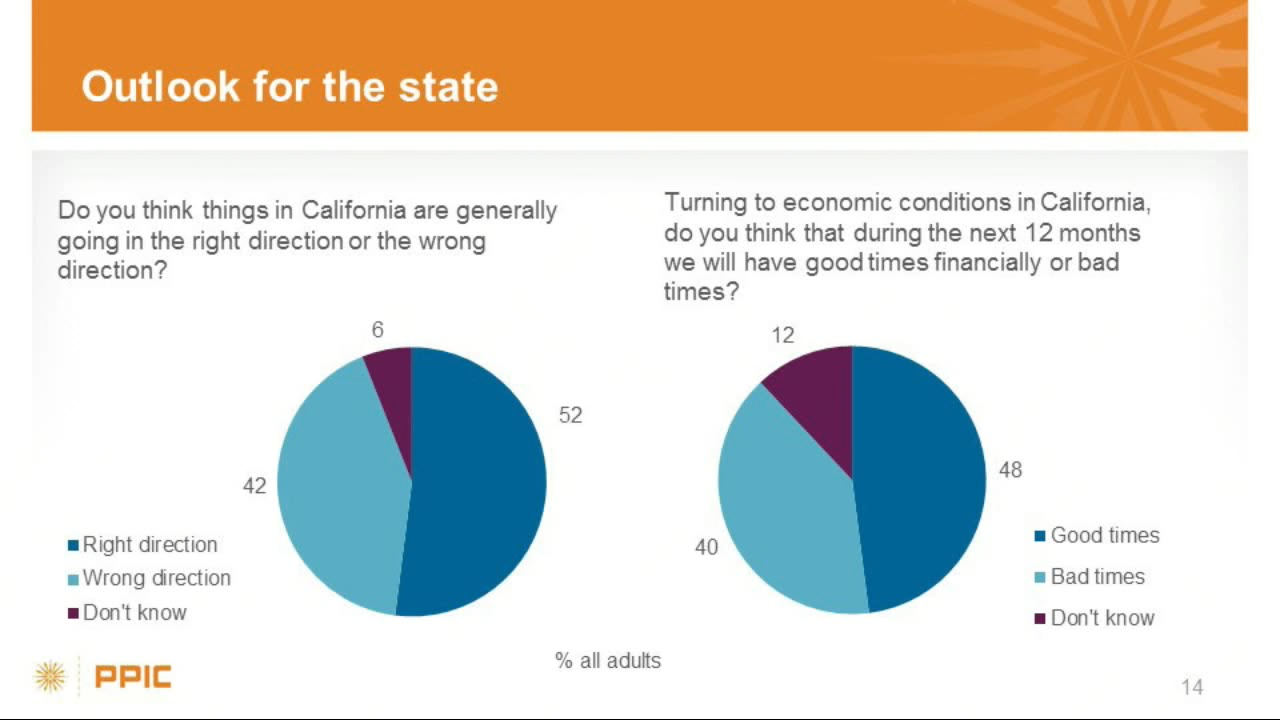 Outlook for the state
Do you think things in California are generally
going in the right direction or the wrong
direction?
6
52
42
Right direction
Wrong direction
Don't know
Turning to economic conditions in California,
do you think that during the next 12 months
we will have good times financially or bad
times?
12
48
40
Good times
Bad times
Don't know
% all adults
PPIC
14